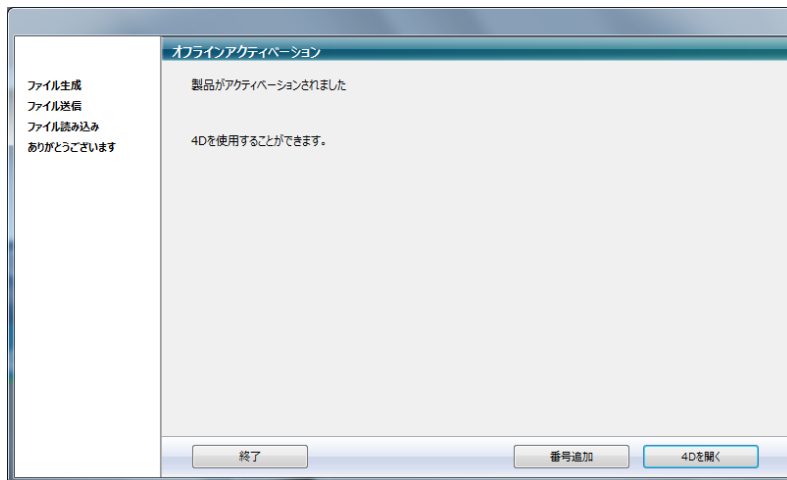 オフラインアクティベーション
ファイル生成
ファイル送信
ファイル読み込み
ありがとうございます
製品がアクティベーションされました
4Dを使用することができます。
終了
番号追加
4Dを開く